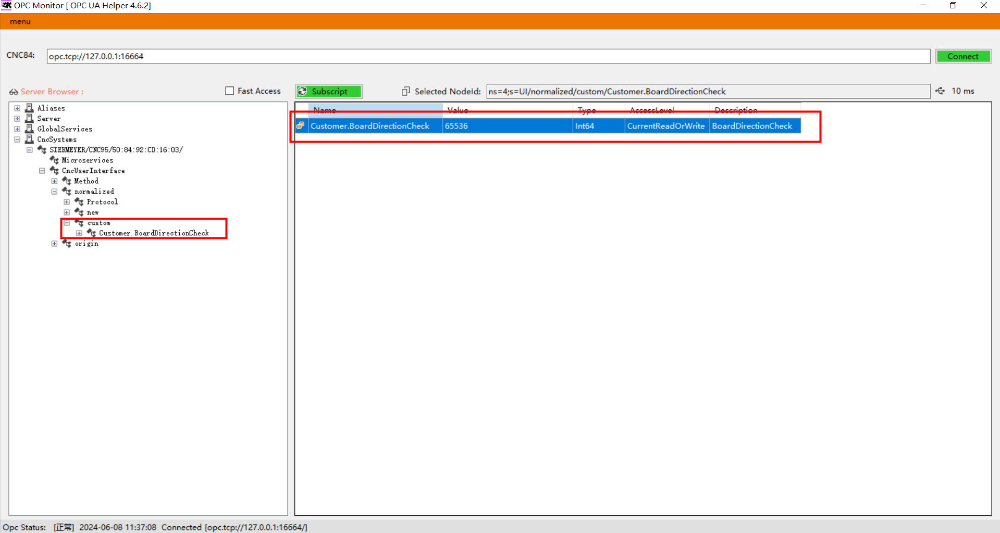 OPC Monitor [ OPC UA Helper 4.6.2]
menu
CNC84:
opc.tcp://127.0.0.1:16664
Connect
Server Browser :
Fast Access
Subscript
Selected NodeId:
ns=4;s=UI/normalized/custom/Customer.BoardDirectionCheck
10 ms
Aliases
Server
GlobalServices
CncSystems
SIEBMEYER/CNC95/50:84:92:CD:16:03/
Microservices
CncUserInterface
Method
normalized
Protocol
new
custom
Customer.BoardDirectionCheck
origin
Name Value Type AccessLevel Description
Customer.BoardDirectionCheck 65536 Int64 CurrentReadOrWrite BoardDirectionCheck
Opc Status: [正常] 2024-06-08 11:37:08 Connected [opc.tcp://127.0.0.1:16664/]